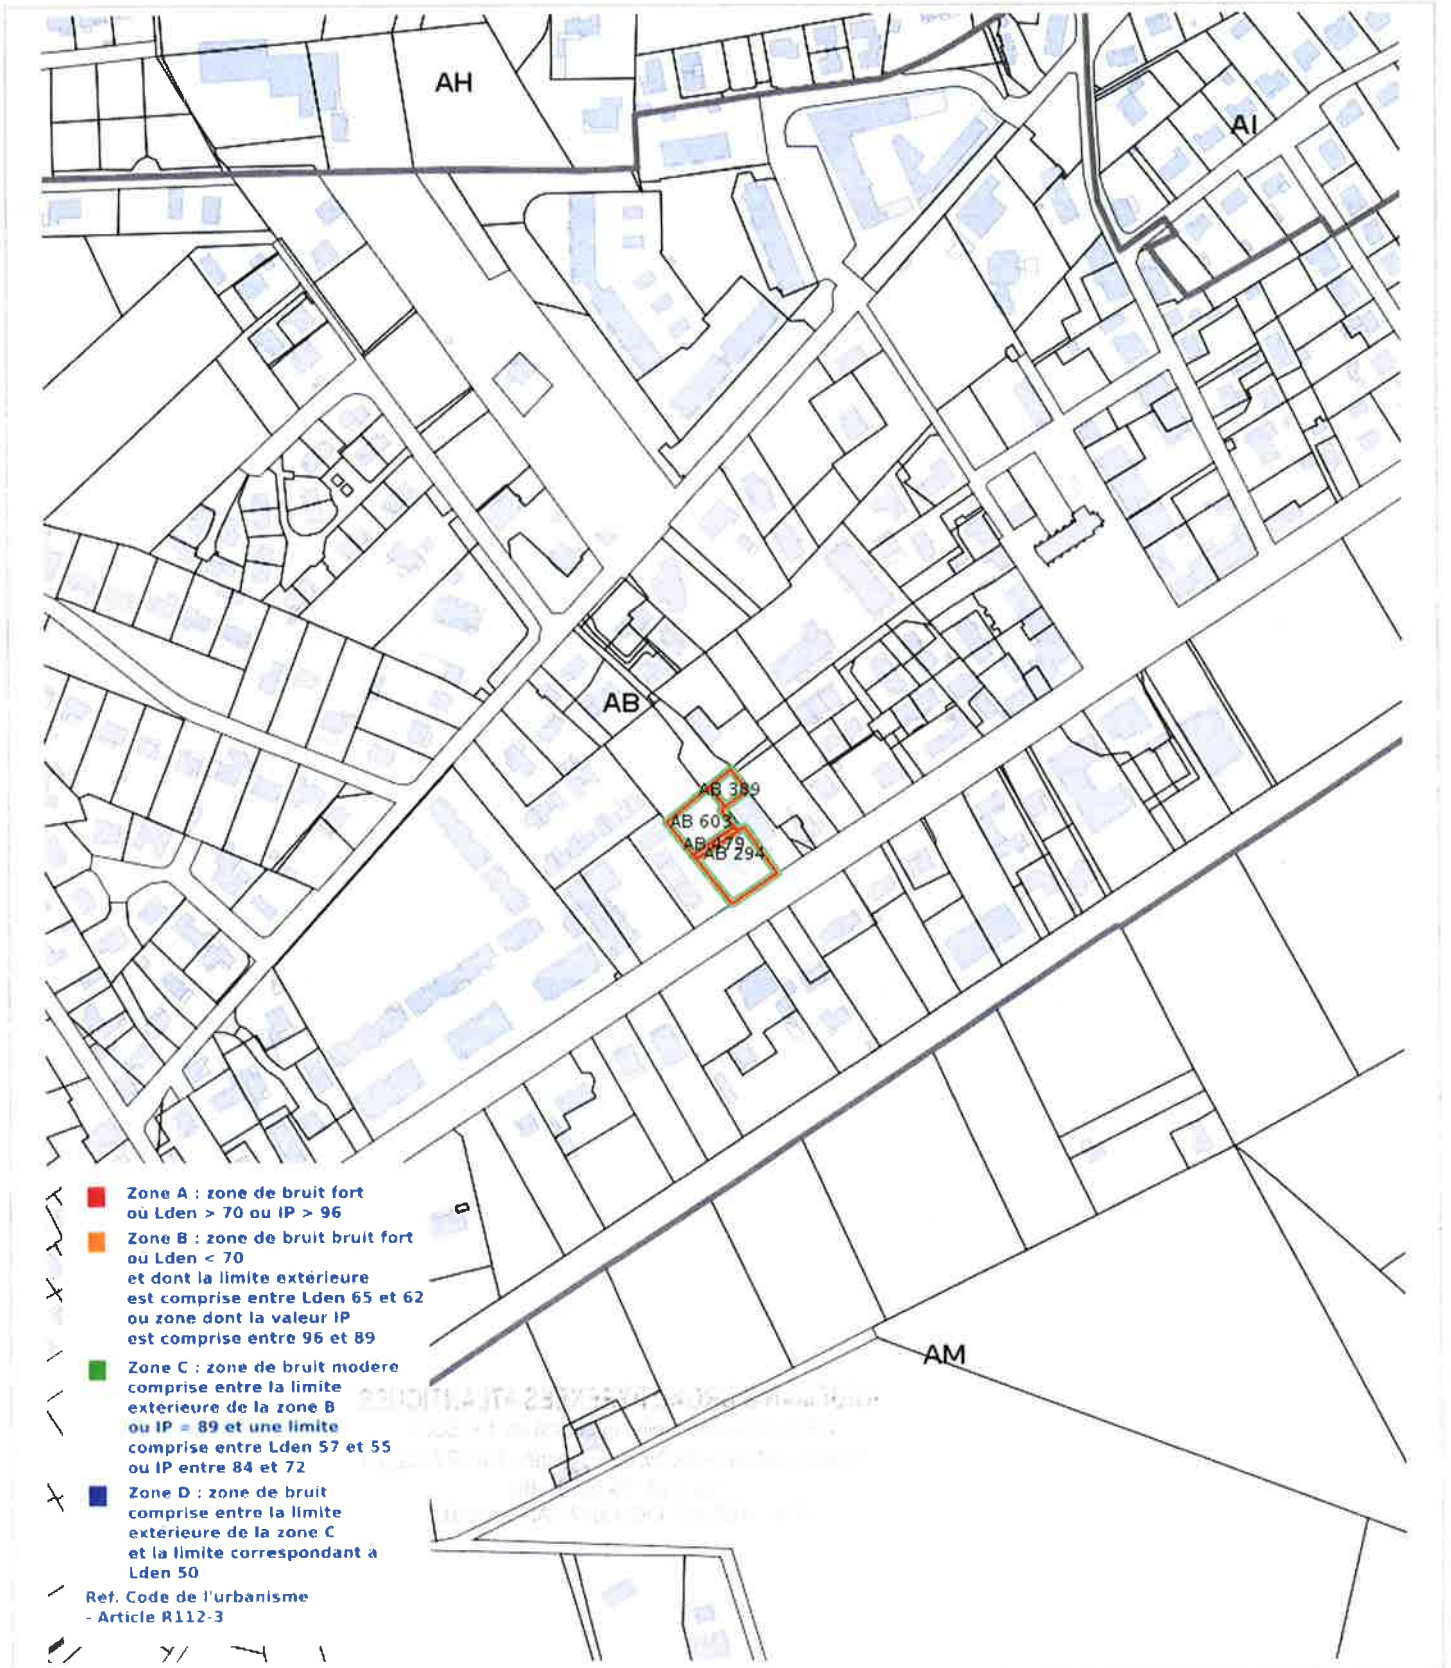 AH
AI
AB
AB 389
AB 603
AB 479
AB 294
Zone A : zone de bruit fort
où Lden > 70 ou IP > 96
Zone B : zone de bruit bruit fort
où Lden < 70
et dont la limite extérieure
est comprise entre Lden 65 et 62
ou zone dont la valeur IP
est comprise entre 96 et 89
Zone C : zone de bruit modéré
comprise entre la limite
extérieure de la zone B
ou IP = 89 et une limite
comprise entre Lden 57 et 55
ou IP entre 84 et 72
Zone D : zone de bruit
comprise entre la limite
extérieure de la zone C
et la limite correspondant à
Lden 50
Ref. Code de l'urbanisme
- Article R112-3
AM